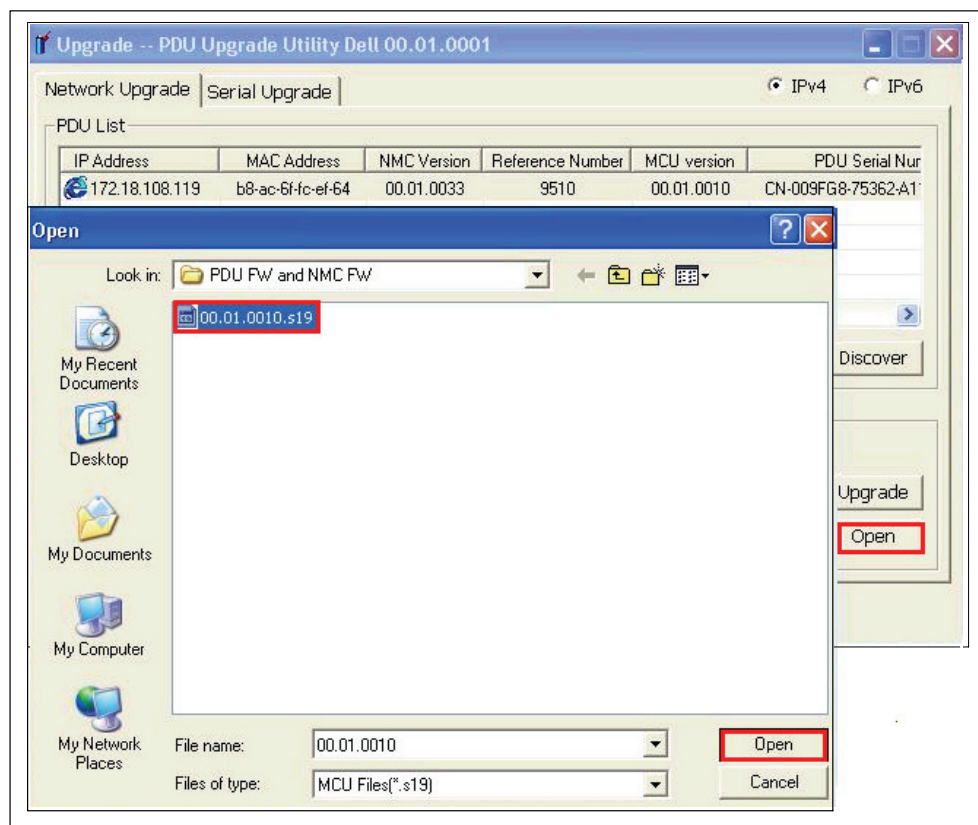 Upgrade -- PDU Upgrade Utility Dell 00.01.0001
Network Upgrade Serial Upgrade IPv4 IPv6
PDU List
IP Address MAC Address NMC Version Reference Number MCU version PDU Serial Nur
172.18.108.119 b8-ac-6f-fc-ef-64 00.01.0033 9510 00.01.0010 CN-009FG8-75362-A1
Open
Look in: PDU FW and NMC FW
00.01.0010.s19
My Recent
Documents
Discover
Desktop
Upgrade
Open
My Documents
My Computer
My Network
Places
File name: 00.01.0010 Open
Files of type: MCU Files(*.s19) Cancel